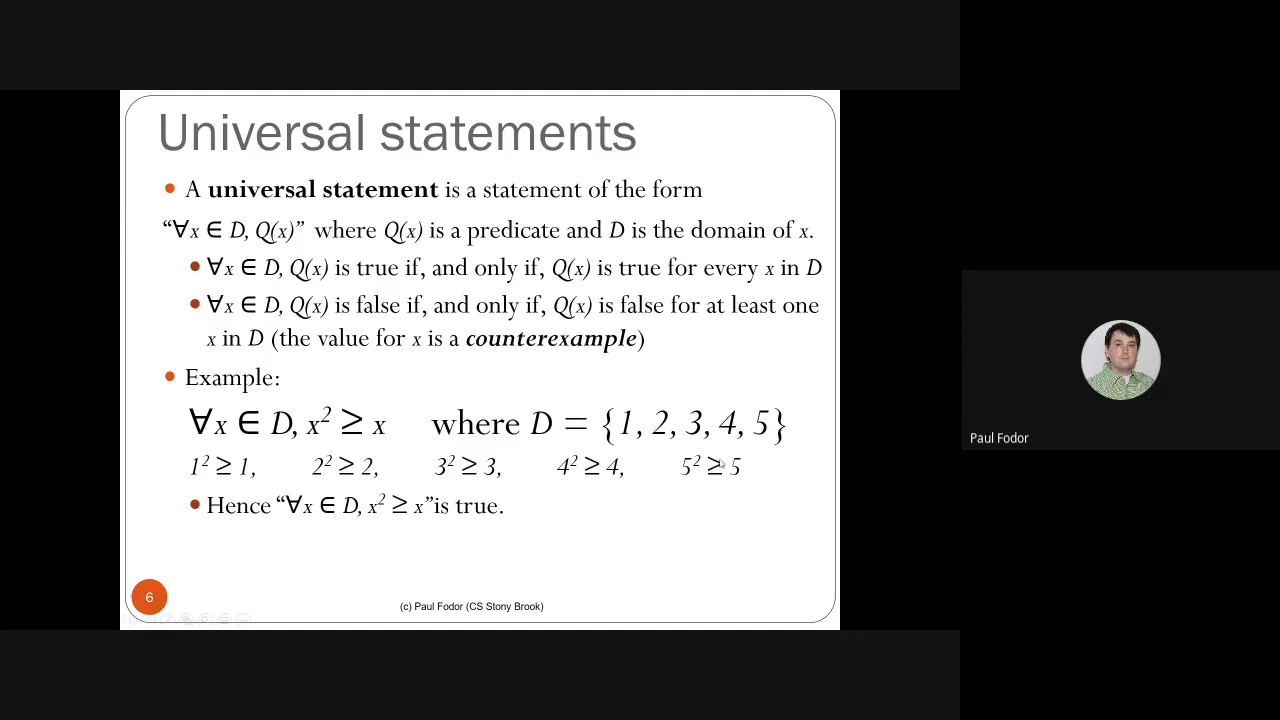 Universal statements
• A universal statement is a statement of the form
“∀x ∈ D, Q(x)” where Q(x) is a predicate and D is the domain of x.
• ∀x ∈ D, Q(x) is true if, and only if, Q(x) is true for every x in D
• ∀x ∈ D, Q(x) is false if, and only if, Q(x) is false for at least one
x in D (the value for x is a counterexample)
• Example:
∀x ∈ D, x² ≥ x where D = {1, 2, 3, 4, 5}
1² ≥ 1, 2² ≥ 2, 3² ≥ 3, 4² ≥ 4, 5² ≥ 5
• Hence “∀x ∈ D, x² ≥ x”is true.
6
(c) Paul Fodor (CS Stony Brook)
Paul Fodor